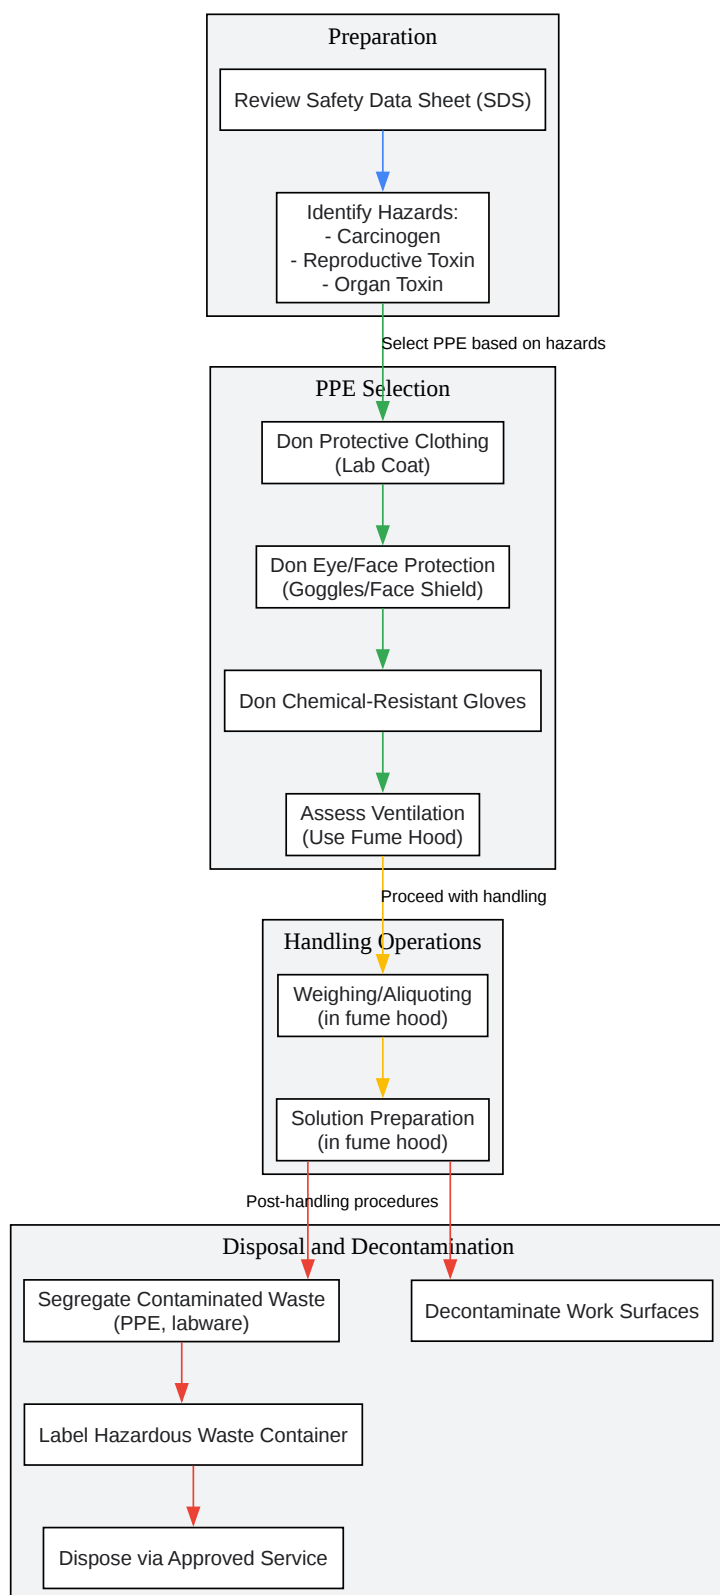 Preparation
Review Safety Data Sheet (SDS)
Identify Hazards:
- Carcinogen
- Reproductive Toxin
- Organ Toxin
Select PPE based on hazards
PPE Selection
Don Protective Clothing
(Lab Coat)
Don Eye/Face Protection
(Goggles/Face Shield)
Don Chemical-Resistant Gloves
Assess Ventilation
(Use Fume Hood)
Proceed with handling
Handling Operations
Weighing/Aliquoting
(in fume hood)
Solution Preparation
(in fume hood)
Post-handling procedures
Disposal and Decontamination
Segregate Contaminated Waste
(PPE, labware)
Decontaminate Work Surfaces
Label Hazardous Waste Container
Dispose via Approved Service